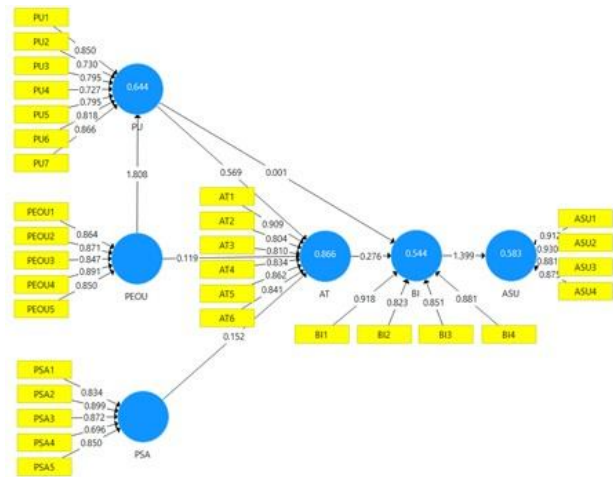 PU1
PU2
PU3
PU4
PU5
PU6
PU7
0.850
0.730
0.795
0.727
0.795
0.818
0.866
0.644
PU
1.808
0.569
0.001
PEOU1
PEOU2
PEOU3
PEOU4
PEOU5
0.864
0.871
0.847
0.891
0.850
PEOU
0.119
AT1
AT2
AT3
AT4
AT5
AT6
0.909
0.804
0.810
0.834
0.862
0.841
0.152
0.866
AT
0.276
0.544
BI
1.399
0.583
ASU
0.912
0.930
0.881
0.875
ASU1
ASU2
ASU3
ASU4
0.918
0.823
0.851
0.881
BI1
BI2
BI3
BI4
PSA1
PSA2
PSA3
PSA4
PSA5
0.834
0.899
0.872
0.696
0.850
PSA